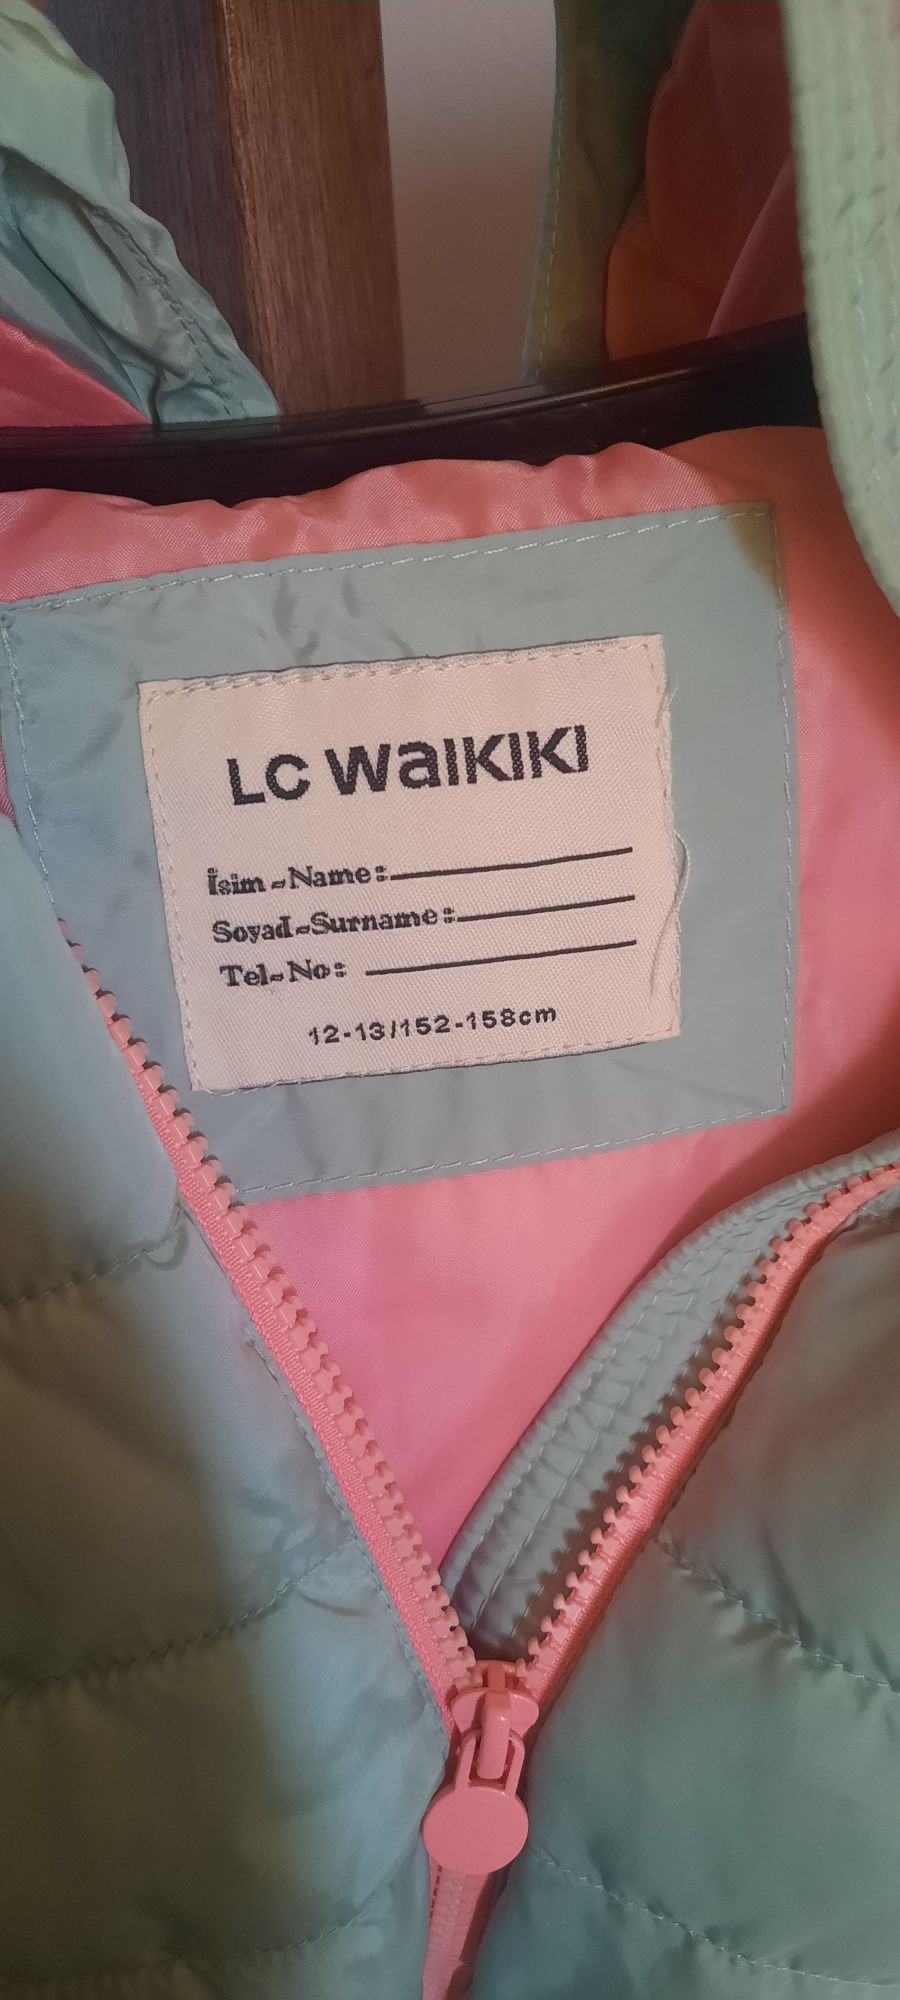 LC WAIKIKI
İsim-Name:
Soyad-Surname:
Tel-No:
12-13/152-158cm